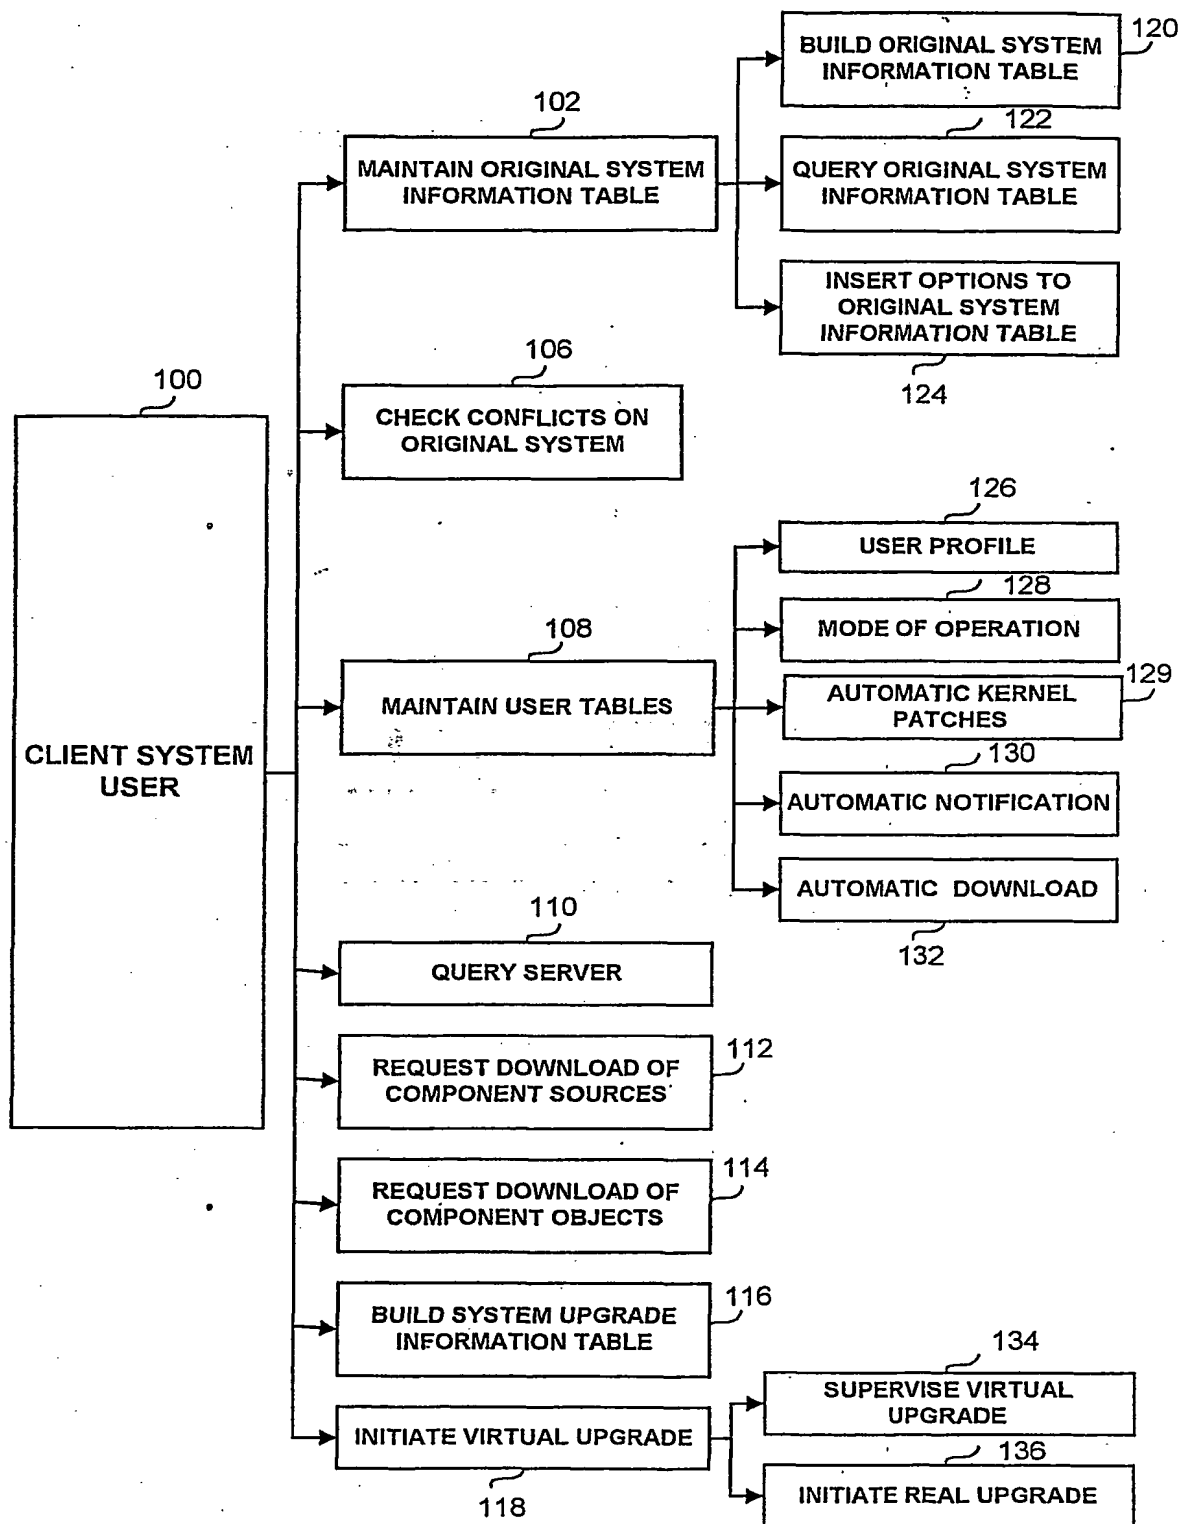 BUILD ORIGINAL SYSTEM
INFORMATION TABLE
120
102
122
MAINTAIN ORIGINAL SYSTEM
INFORMATION TABLE
QUERY ORIGINAL SYSTEM
INFORMATION TABLE
INSERT OPTIONS TO
ORIGINAL SYSTEM
INFORMATION TABLE
124
106
CHECK CONFLICTS ON
ORIGINAL SYSTEM
100
CLIENT SYSTEM
USER
126
USER PROFILE
128
MODE OF OPERATION
108
MAINTAIN USER TABLES
129
AUTOMATIC KERNEL
PATCHES
130
AUTOMATIC NOTIFICATION
AUTOMATIC DOWNLOAD
132
110
QUERY SERVER
112
REQUEST DOWNLOAD OF
COMPONENT SOURCES
114
REQUEST DOWNLOAD OF
COMPONENT OBJECTS
116
BUILD SYSTEM UPGRADE
INFORMATION TABLE
134
SUPERVISE VIRTUAL
UPGRADE
INITIATE VIRTUAL UPGRADE
118
136
INITIATE REAL UPGRADE